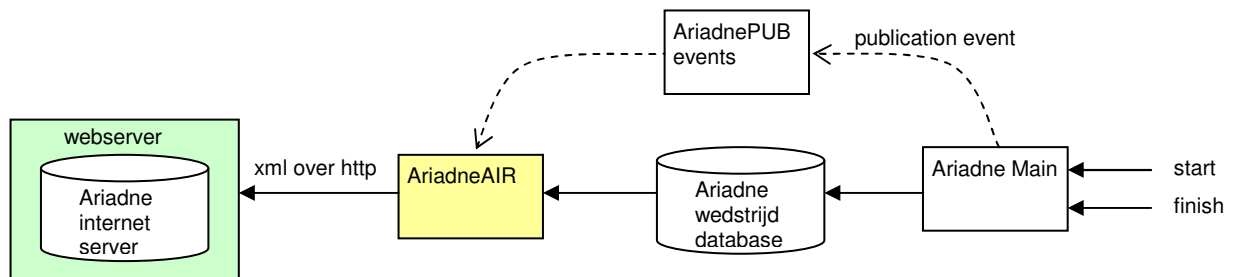 AriadnePUB
events
publication event
webserver
Ariadne
internet
server
xml over http
AriadneAIR
Ariadne
wedstrijd
database
Ariadne Main
start
finish